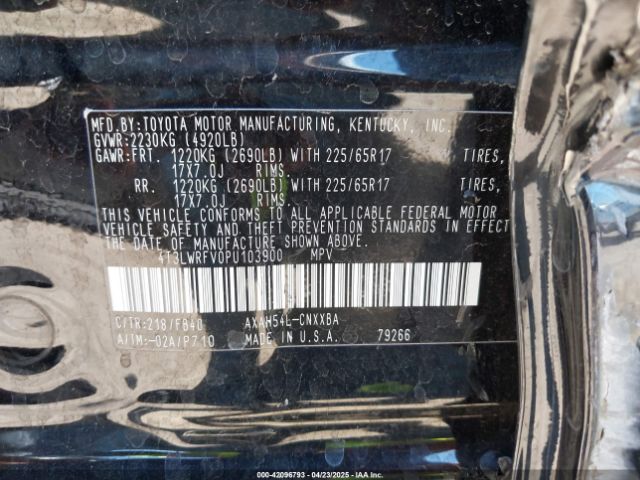 MFD.BY:TOYOTA MOTOR MANUFACTURING, KENTUCKY, INC.
GVWR:2230KG (4920LB)
GAWR:FRT. 1220KG (2690LB) WITH 225/65R17 TIRES,
17X7.0J RIMS.
RR. 1220KG (2690LB) WITH 225/65R17 TIRES,
17X7.0J RIMS.
THIS VEHICLE CONFORMS TO ALL APPLICABLE FEDERAL MOTOR
VEHICLE SAFETY AND THEFT PREVENTION STANDARDS IN EFFECT
THE DATE OF MANUFACTURE SHOWN ABOVE.
4T3LWRFV0PU103900 MPV
C/TR:218/FB40 AXAH54L-CNXXBA
A/TM:-02A/P710 MADE IN U.S.A. 79266
000-42096793 - 04/23/2025 - IAAI.COM